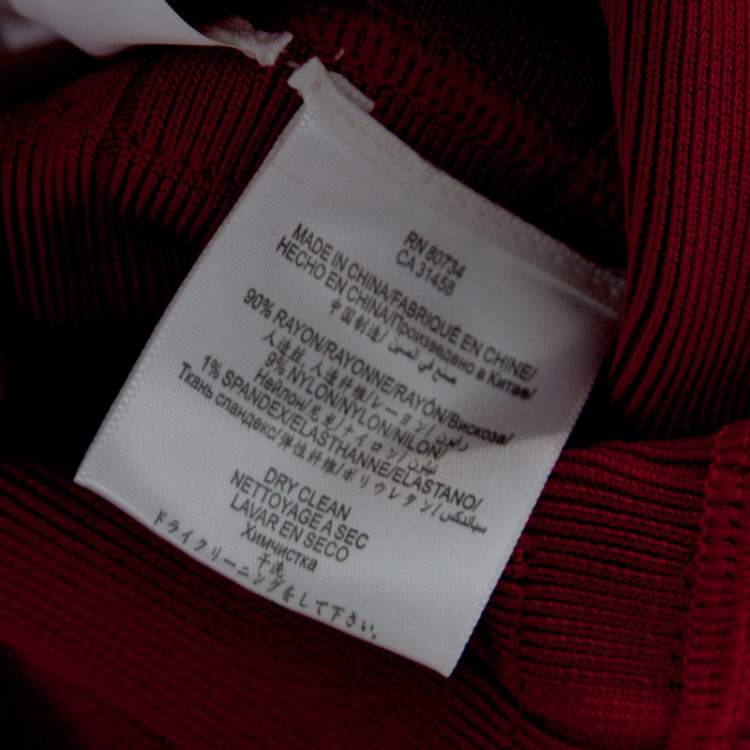 RN 80734
CA 31458
MADE IN CHINA/FABRIQUÉ EN CHINE/
HECHO EN CHINA/Произведено в Китае/
中国制造/ صنع في الصين
90% RAYON/RAYONNE/RAYÓN/Вискоза/
人造丝, 人造纤维/レーヨン/ رايون
9% NYLON/NYLON/NILON/
Нейлон/尼龙/ナイロン/ نيلون
1% SPANDEX/ELASTHANNE/ELASTANO/
Ткань спандекс/弹性纤维/ポリウレタン/ سباندكس
DRY CLEAN
NETTOYAGE A SEC
LAVAR EN SECO
Химчистка
干洗
ドライクリーニングをして下さい。